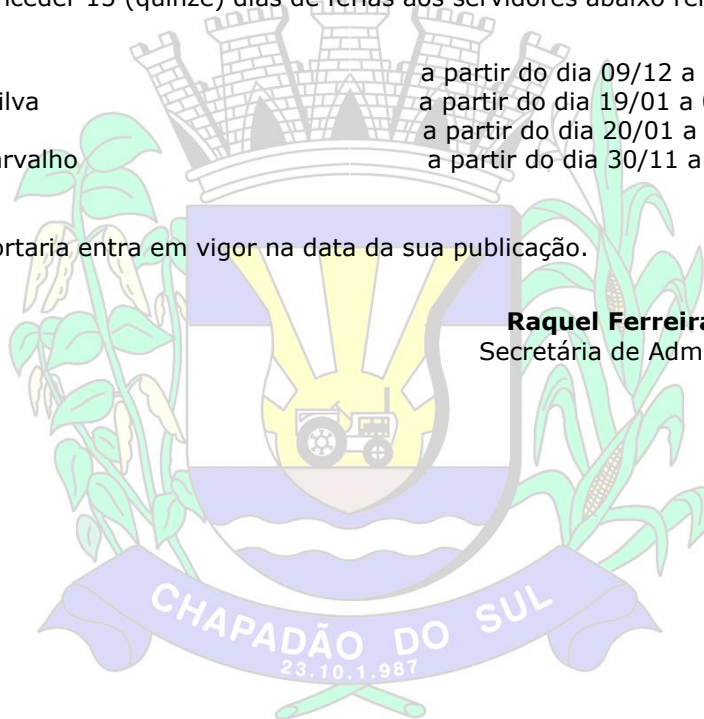 nceder 15 (quinze) dias de férias aos servidores abaixo
a partir do dia 09/12 a
ilva a partir do dia 19/01 a
a partir do dia 20/01 a
arvalho a partir do dia 30/11 a
ortaria entra em vigor na data da sua publicação.
Raquel Ferreira
Secretária de Adm
CHAPADÃO DO SUL
23.10.1.987